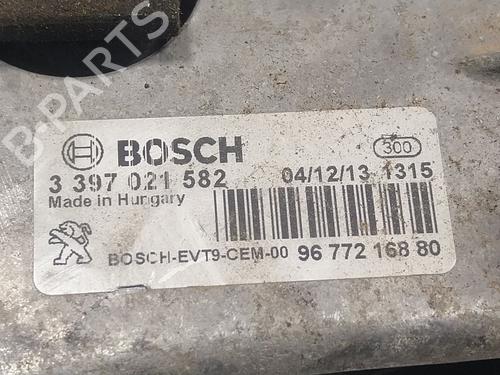 B-PARTS
BOSCH
300
3 397 021 582 04/12/13 1315
Made in Hungary
BOSCH-EVT9-CEM-00 96 772 168 80